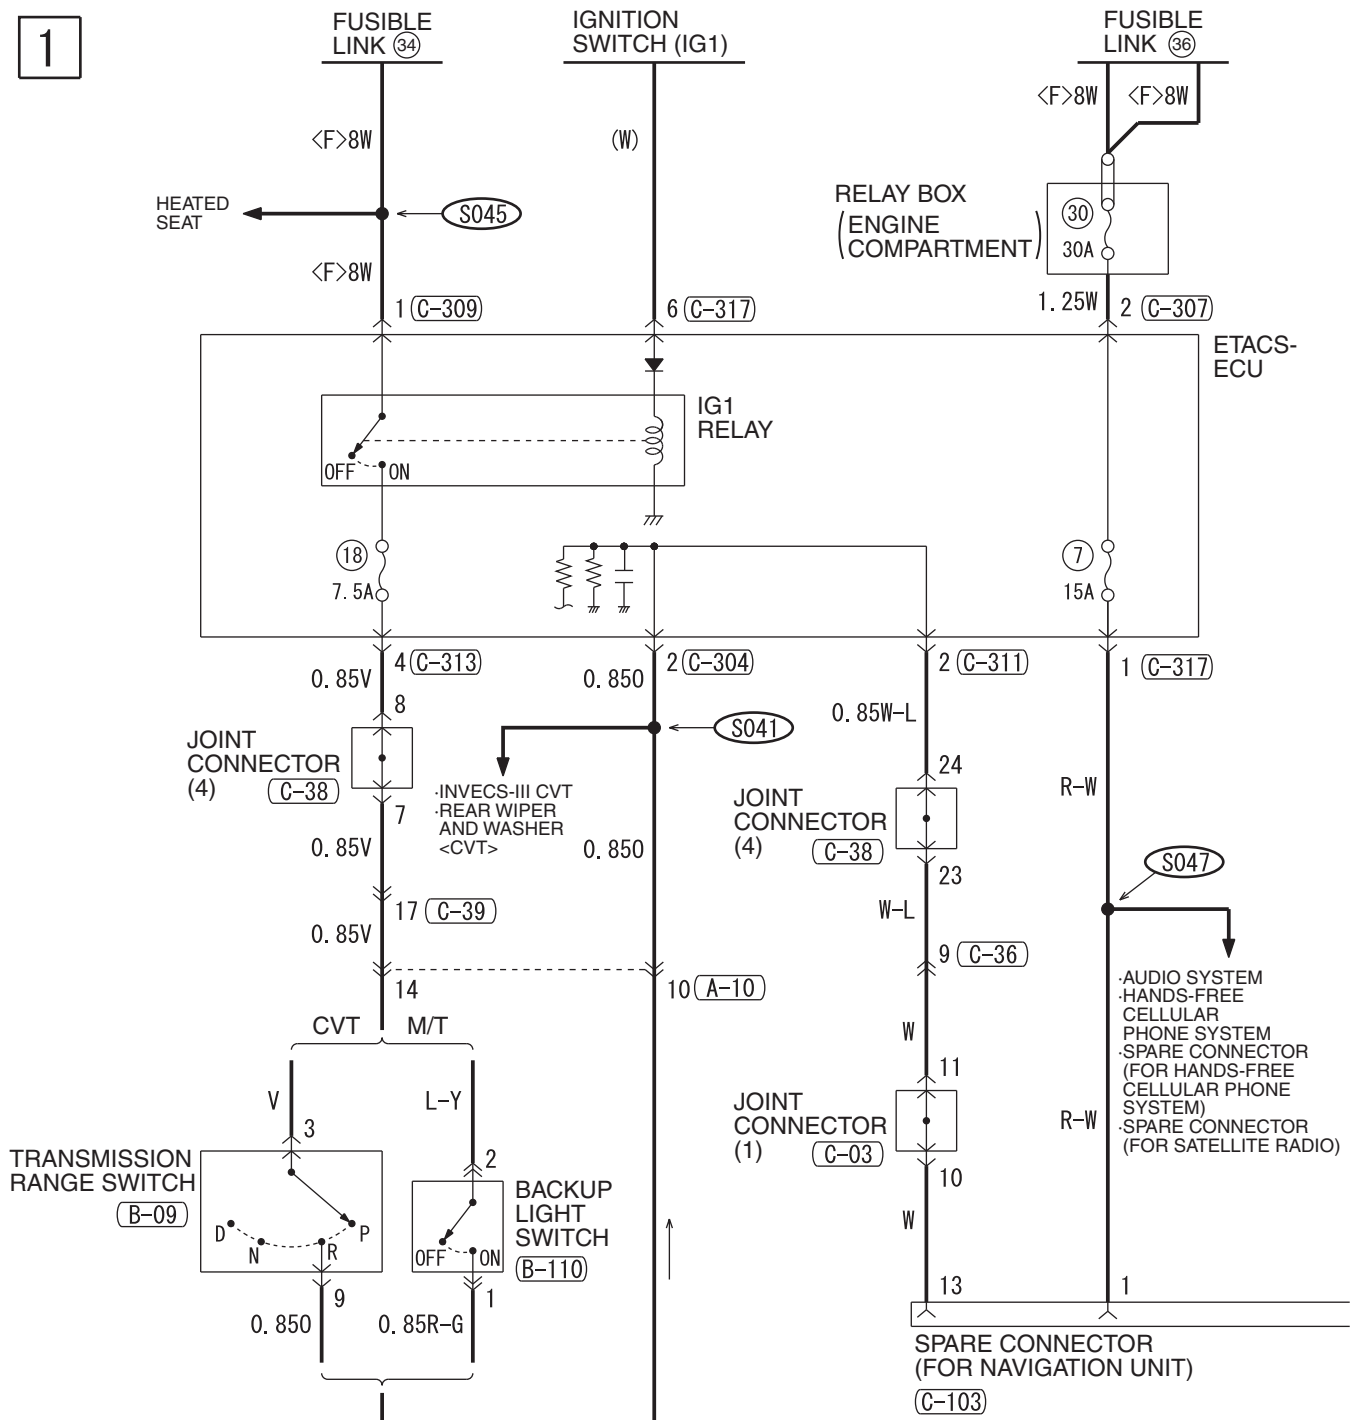 1
FUSIBLE
LINK 34
IGNITION
SWITCH (IG1)
FUSIBLE
LINK 36
<F>8W
(W)
<F>8W
<F>8W
HEATED
SEAT
S045
RELAY BOX
(ENGINE
COMPARTMENT)
30
30A
<F>8W
1 C-309
6 C-317
1.25W
2 C-307
ETACS-
ECU
IG1
RELAY
OFF
ON
18
7.5A
7
15A
4 C-313
2 C-304
2 C-311
1 C-317
0.85V
0.85O
0.85W-L
8
JOINT
CONNECTOR
(4)
C-38
7
S041
·INVECS-III CVT
·REAR WIPER
AND WASHER
<CVT>
24
JOINT
CONNECTOR
(4)
C-38
23
R-W
0.85V
0.85O
S047
17 C-39
W-L
0.85V
9 C-36
14
10 A-10
·AUDIO SYSTEM
·HANDS-FREE
CELLULAR
PHONE SYSTEM
·SPARE CONNECTOR
(FOR HANDS-FREE
CELLULAR PHONE
SYSTEM)
·SPARE CONNECTOR
(FOR SATELLITE RADIO)
CVT
M/T
W
11
V
L-Y
JOINT
CONNECTOR
(1)
C-03
10
R-W
3
2
TRANSMISSION
RANGE SWITCH
B-09
D
N
R
P
BACKUP
LIGHT
SWITCH
B-110
OFF
ON
W
9
1
13
1
0.85O
0.85R-G
SPARE CONNECTOR
(FOR NAVIGATION UNIT)
C-103